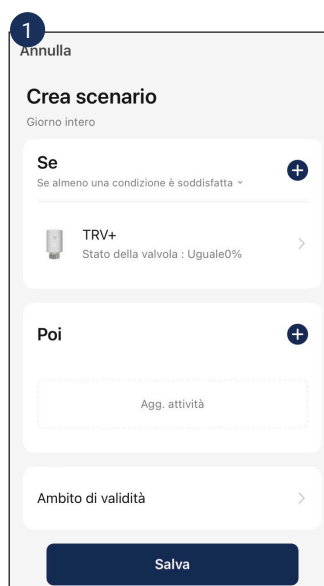 1
Annulla
Crea scenario
Giorno intero
Se
Se almeno una condizione è soddisfatta
TRV+
Stato della valvola : Uguale0%
Poi
Agg. attività
Ambito di validità
Salva